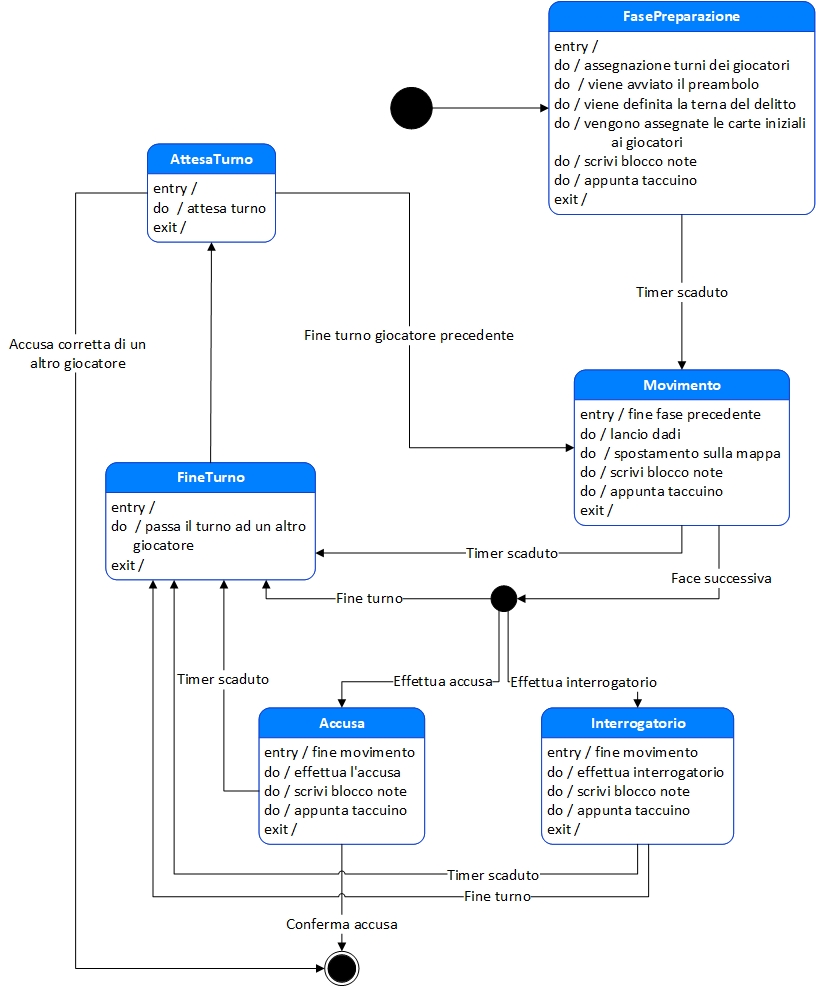 FasePreparazione
entry /
do / assegnazione turni dei giocatori
do  / viene avviato il preambolo
do / viene definita la terna del delitto
do / vengono assegnate le carte iniziali
ai giocatori
do / scrivi blocco note
do / appunta taccuino
exit /
AttesaTurno
entry /
do  / attesa turno
exit /
Timer scaduto
Accusa corretta di un
altro giocatore
Fine turno giocatore precedente
Movimento
entry / fine fase precedente
do / lancio dadi
do  / spostamento sulla mappa
do / scrivi blocco note
do / appunta taccuino
exit /
FineTurno
entry /
do  / passa il turno ad un altro
giocatore
exit /
Timer scaduto
Face successiva
Fine turno
Timer scaduto
Effettua accusa
Effettua interrogatorio
Accusa
entry / fine movimento
do / effettua l'accusa
do / scrivi blocco note
do / appunta taccuino
exit /
Interrogatorio
entry / fine movimento
do / effettua interrogatorio
do / scrivi blocco note
do / appunta taccuino
exit /
Timer scaduto
Fine turno
Conferma accusa